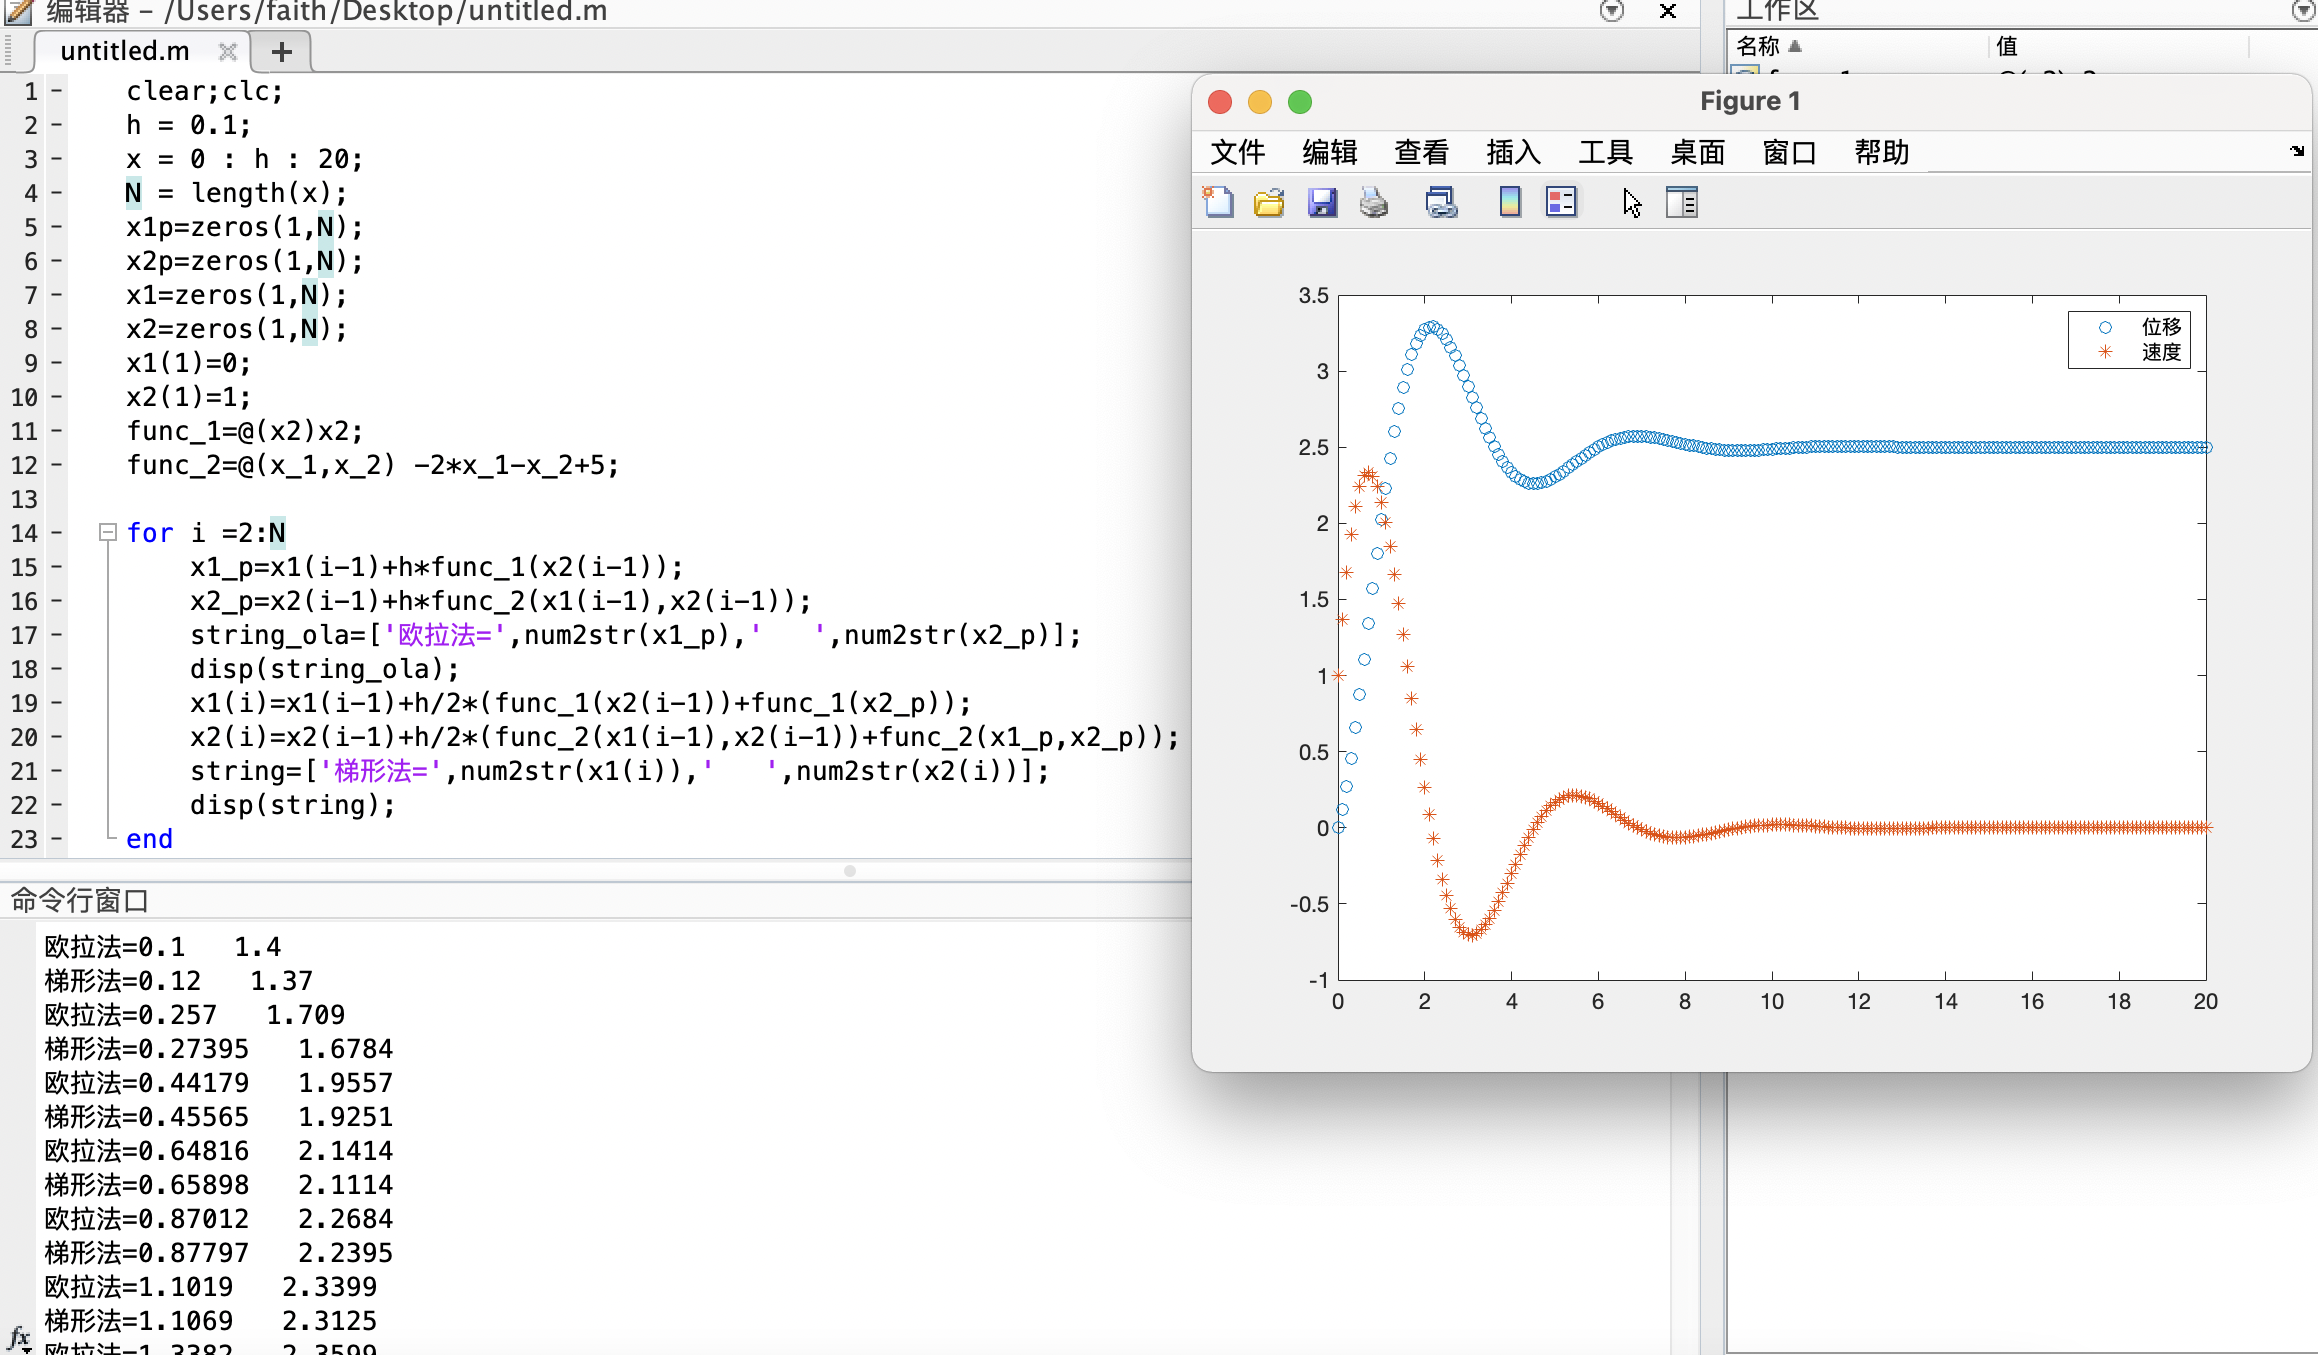 编辑器 – /Users/faith/Desktop/untitled.m
untitled.m
1 clear;clc;
2 h = 0.1;
3 x = 0 : h : 20;
4 N = length(x);
5 x1p=zeros(1,N);
6 x2p=zeros(1,N);
7 x1=zeros(1,N);
8 x2=zeros(1,N);
9 x1(1)=0;
10 x2(1)=1;
11 func_1=@(x2)x2;
12 func_2=@(x_1,x_2) -2*x_1-x_2+5;
13
14 for i =2:N
15 x1_p=x1(i-1)+h*func_1(x2(i-1));
16 x2_p=x2(i-1)+h*func_2(x1(i-1),x2(i-1));
17 string_ola=['欧拉法=',num2str(x1_p),'   ',num2str(x2_p)];
18 disp(string_ola);
19 x1(i)=x1(i-1)+h/2*(func_1(x2(i-1))+func_1(x2_p));
20 x2(i)=x2(i-1)+h/2*(func_2(x1(i-1),x2(i-1))+func_2(x1_p,x2_p));
21 string=['梯形法=',num2str(x1(i)),'   ',num2str(x2(i))];
22 disp(string);
23 end
命令行窗口
欧拉法=0.1   1.4
梯形法=0.12   1.37
欧拉法=0.257   1.709
梯形法=0.27395   1.6784
欧拉法=0.44179   1.9557
梯形法=0.45565   1.9251
欧拉法=0.64816   2.1414
梯形法=0.65898   2.1114
欧拉法=0.87012   2.2684
梯形法=0.87797   2.2395
欧拉法=1.1019   2.3399
梯形法=1.1069   2.3125
欧拉法=1.3382   2.3599
fx
工作区
名称 值
Figure 1
文件 编辑 查看 插入 工具 桌面 窗口 帮助
3.5
3
2.5
2
1.5
1
0.5
0
-0.5
-1
0 2 4 6 8 10 12 14 16 18 20
位移
速度